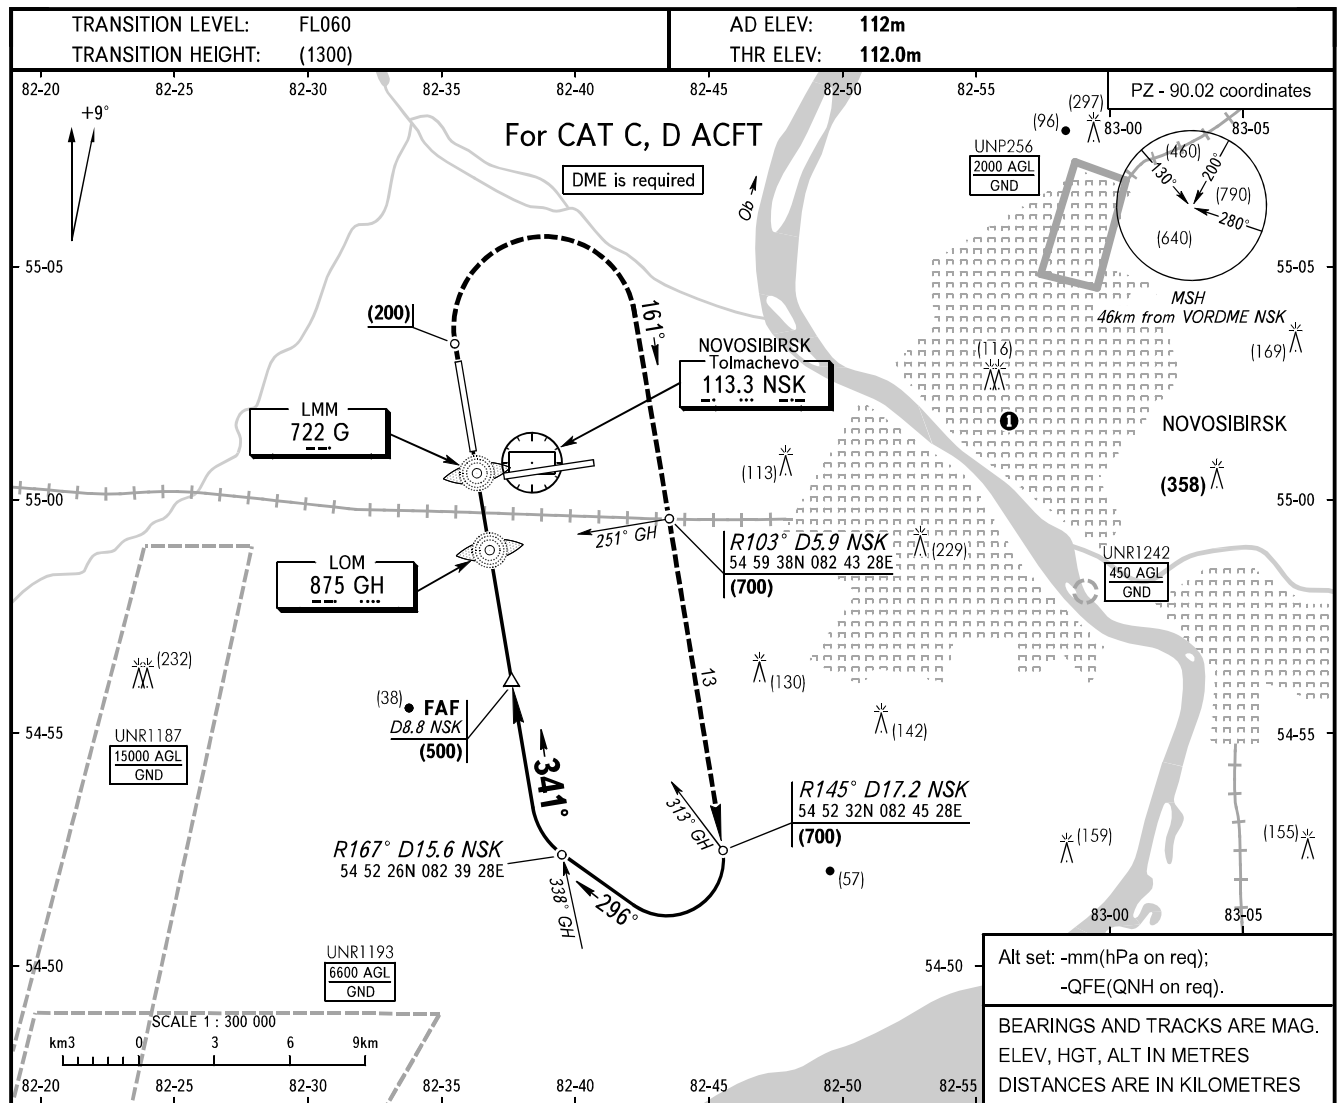 TRANSITION LEVEL: FL060
TRANSITION HEIGHT: (1300)
AD ELEV: 112m
THR ELEV: 112.0m
82-20 82-25 82-30 82-35 82-40 82-45 82-50 82-55
PZ - 90.02 coordinates
+9°
For CAT C, D ACFT
DME is required
Ob
(96)
(297)
83-00
83-05
UNP256
2000 AGL
GND
(460)
130°
200°
(790)
280°
(640)
MSH
46km from VORDME NSK
55-05
55-05
(200)
161°
NOVOSIBIRSK
Tolmachevo
113.3 NSK
(116)
(169)
1
NOVOSIBIRSK
(358)
LMM
722 G
(113)
55-00
55-00
251° GH
R103° D5.9 NSK
54 59 38N 082 43 28E
(700)
(229)
UNR1242
450 AGL
GND
LOM
875 GH
(232)
13
(130)
(142)
(38)
FAF
D8.8 NSK
(500)
54-55
54-55
UNR1187
15000 AGL
GND
341°
313° GH
R145° D17.2 NSK
54 52 32N 082 45 28E
(700)
R167° D15.6 NSK
54 52 26N 082 39 28E
338° GH
296°
(57)
(159)
(155)
83-00
83-05
UNR1193
6600 AGL
GND
54-50
54-50
Alt set: -mm(hPa on req);
-QFE(QNH on req).
SCALE 1 : 300 000
km3 0 3 6 9km
BEARINGS AND TRACKS ARE MAG.
ELEV, HGT, ALT IN METRES
DISTANCES ARE IN KILOMETRES
82-20 82-25 82-30 82-35 82-40 82-45 82-50 82-55